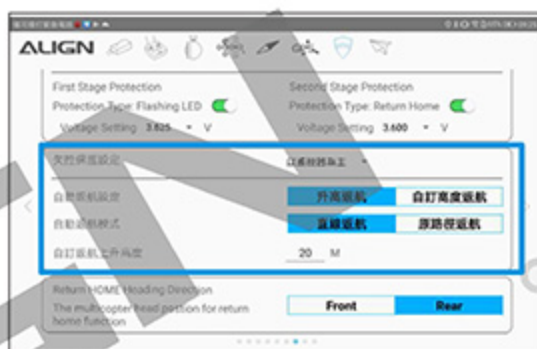 ALIGN
First Stage Protection
Second Stage Protection
Protection Type: Flashing LED
Protection Type: Return Home
Voltage Setting 3.625 V
Voltage Setting 3.600 V
失控保護設定
自動返航設定
升高返航
自訂高度返航
自動返航模式
直線返航
原路徑返航
自訂返航上升高度
20 M
Return HOME Heading Direction
The multicopter head postion for return
home function
Front
Rear